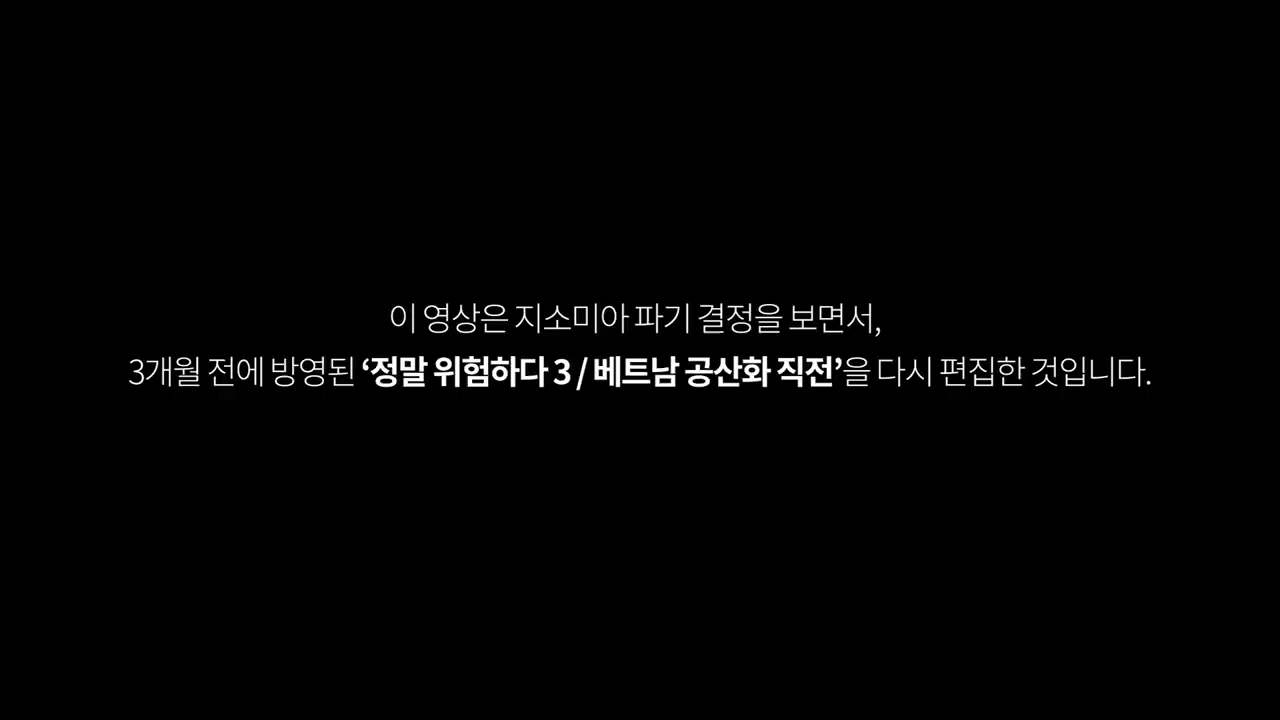 이 영상은 지소미아 파기 결정을 보면서,
3개월 전에 방영된 ‘정말 위험하다 3 / 베트남 공산화 직전’을 다시 편집한 것입니다.